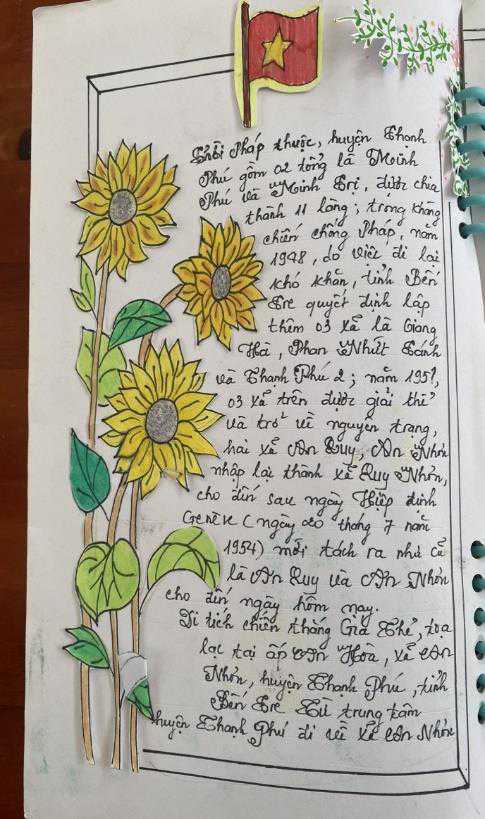 Thời Pháp thuộc, huyện Thạnh
Phú gồm 02 tổng là Minh
Phú và Minh Trị, được chia
thành 11 làng; trong kháng
chiến chống Pháp, năm
1948, do việc đi lại
khó khăn, tỉnh Bến
Tre quyết định lập
thêm 03 xã là Giang
Hà, Phan Nhứt Tánh
và Thạnh Phú 2; năm 1951,
03 xã trên được giải thể
và trở về nguyên trạng,
hai xã An Quy, An Nhơn
nhập lại thành xã Quy Nhơn,
cho đến sau ngày Hiệp định
Genève (ngày 20 tháng 7 năm
1954) mới tách ra như cũ
là An Quy và An Nhơn
cho đến ngày hôm nay.
Di tích chiến thắng Giá Thẻ, tọa
lạc tại ấp An Hòa, xã An
Nhơn, huyện Thạnh Phú, tỉnh
Bến Tre Từ trung tâm
huyện Thạnh Phú đi về xã An Nhơn